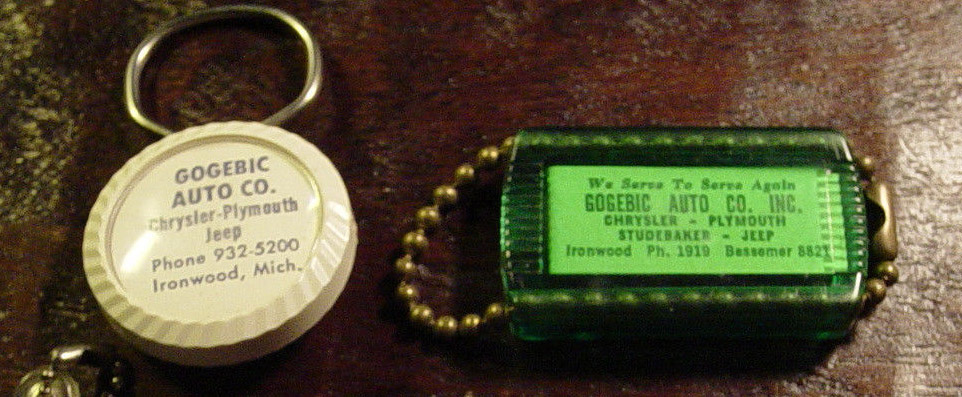 GOGEBIC
AUTO CO.
Chrysler-Plymouth
Jeep
Phone 932-5200
Ironwood, Mich.
We Serve To Serve Again
GOGEBIC AUTO CO. INC.
CHRYSLER - PLYMOUTH
STUDEBAKER - JEEP
Ironwood Ph. 1919 Bessemer